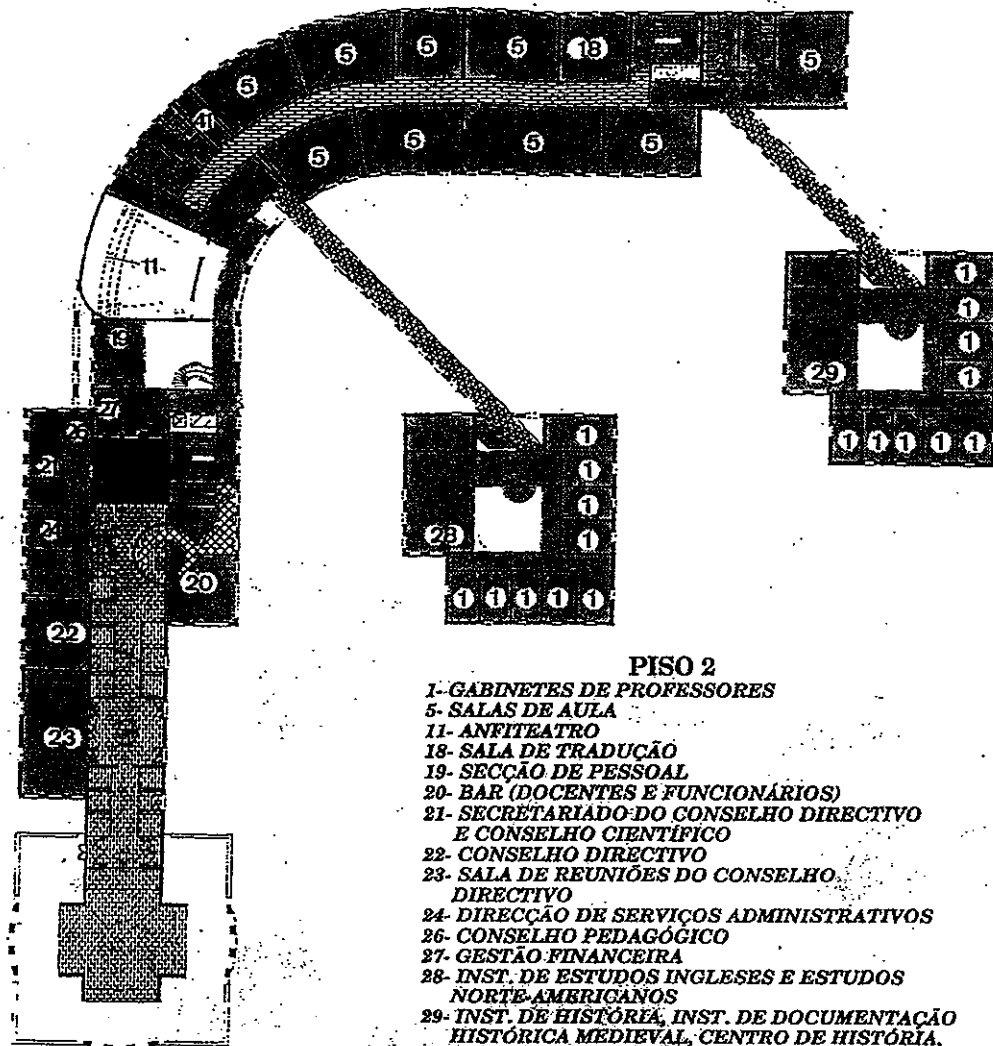 5 5 5 5 18 5
5
41
5 5 5 5
11
19
27
26
21
24
20
22
23
29
1
1
1
1
1 1 1 1 1
28
1
1
1
1
1 1 1 1 1
PISO 2
1- GABINETES DE PROFESSORES
5- SALAS DE AULA
11- ANFITEATRO
18- SALA DE TRADUÇÃO
19- SECÇÃO DE PESSOAL
20- BAR (DOCENTES E FUNCIONÁRIOS)
21- SECRETARIADO DO CONSELHO DIRECTIVO
E CONSELHO CIENTÍFICO
22- CONSELHO DIRECTIVO
23- SALA DE REUNIÕES DO CONSELHO
DIRECTIVO
24- DIRECÇÃO DE SERVIÇOS ADMINISTRATIVOS
26- CONSELHO PEDAGÓGICO
27- GESTÃO FINANCEIRA
28- INST. DE ESTUDOS INGLESES E ESTUDOS
NORTE-AMERICANOS
29- INST. DE HISTÓRIA, INST. DE DOCUMENTAÇÃO
HISTÓRICA MEDIEVAL, CENTRO DE HISTÓRIA,